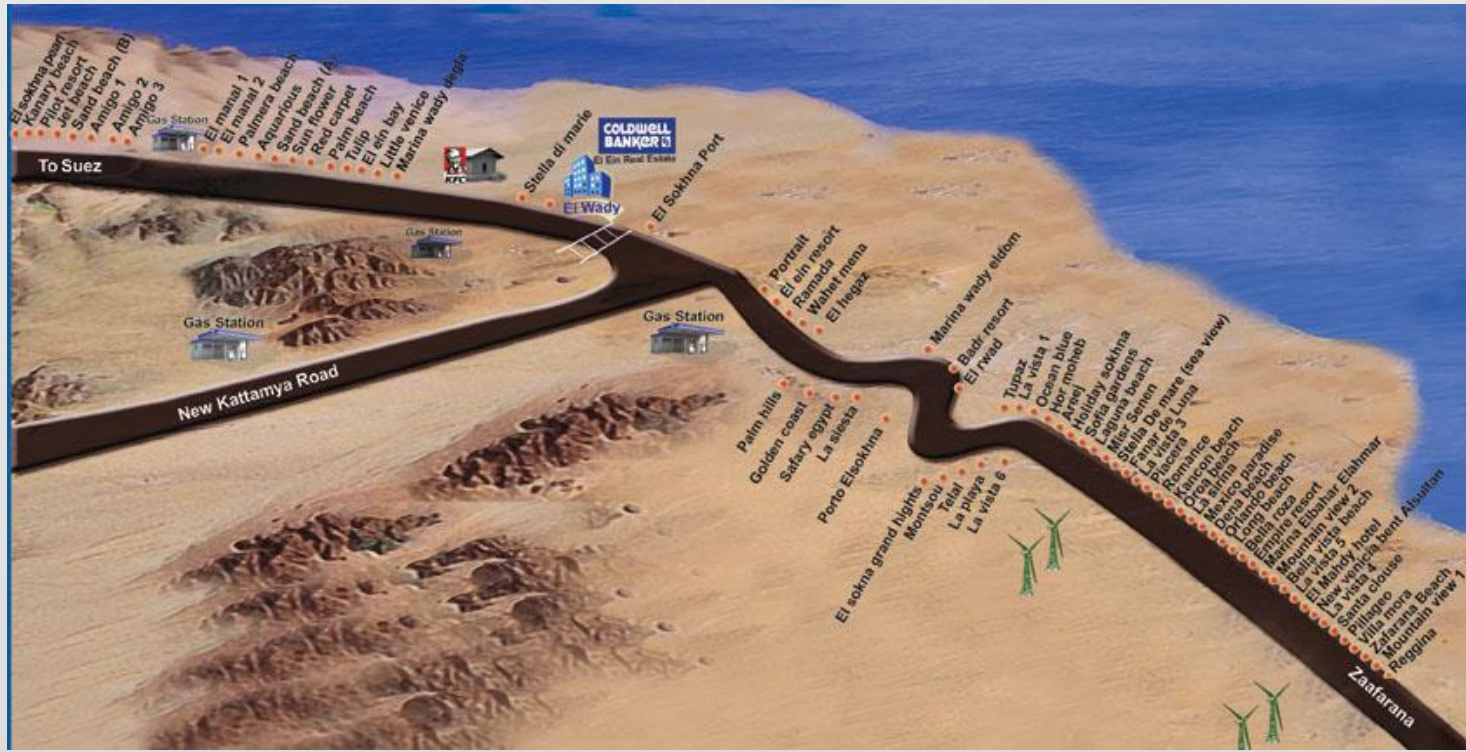 El sokhna pearl
Kanary beach
Pilot resort
Jet beach
Sand beach (B)
Amigo 1
Amigo 2
Amigo 3
Gas Station
El manal 1
El manal 2
Palmera beach
Aquarious
Sand beach (A)
Sun flower
Red carpet
Palm beach
Tulip
El ein bay
Little venice
Marina wady degla
To Suez
KFC
Stella di marie
COLDWELL
BANKER
El Ein Real Estate
El Wady
El Sokhna Port
Gas Station
Gas Station
Gas Station
New Kattamya Road
Portrait
El ein resort
Ramada
Wahet mena
El hegaz
Marina wady eldom
Badr resort
El rwad
Palm hills
Golden coast
Safary egypt
La siesta
Porto Elsokhna
El sokna grand hights
Montsou
Telal
La playa
La vista 6
Topaz
La vista 1
Ocean blue
Hor moheb
Areej
Holiday sokhna
Sofia gardens
Laguna beach
Mier Senen
Stella De mare (sea view)
Fanar de Luna
La vista 3
Piacera
Romance
Kancon beach
Oroa beach
La sirina
Mexico paradise
Dena beach
Orlando beach
Long beach
Bella roza
Empire resort
Marina Elbahar Elahmar
Mountain view 2
Bella vista beach
La vista 5
El Mahdy hotel
New venicia bent Alsultan
La vista 4
Santa clouse
Pillageo
Villa mora
Zafarana Beach
Mountain view 1
Reggina
Zaafarana